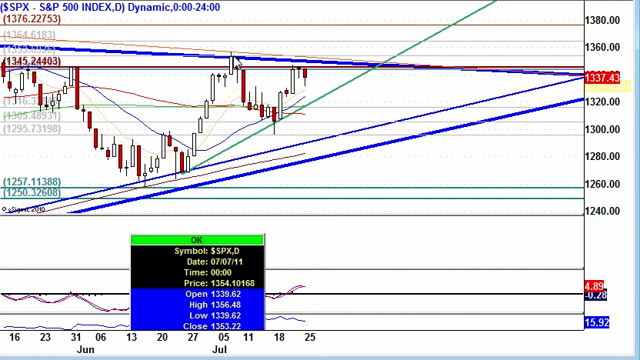 ($SPX - S&P 500 INDEX,D) Dynamic,0:00-24:00
1376.22753)
1364.6183)
1345.24403)
1305.48931)
1295.73198)
1257.11388)
1250.32608)
1380.00
1360.00
1337.43
1320.00
1300.00
1280.00
1260.00
1240.00
© eSignal, 2010
OK
Symbol: $SPX,D
Date: 07/07/11
Time: 00:00
Price: 1354.10168
Open 1339.62
High 1356.48
Low 1339.62
Close 1353.22
4.89
-0.28
15.92
16 23 31 06 13 20 27 05 11 18 25
Jun Jul